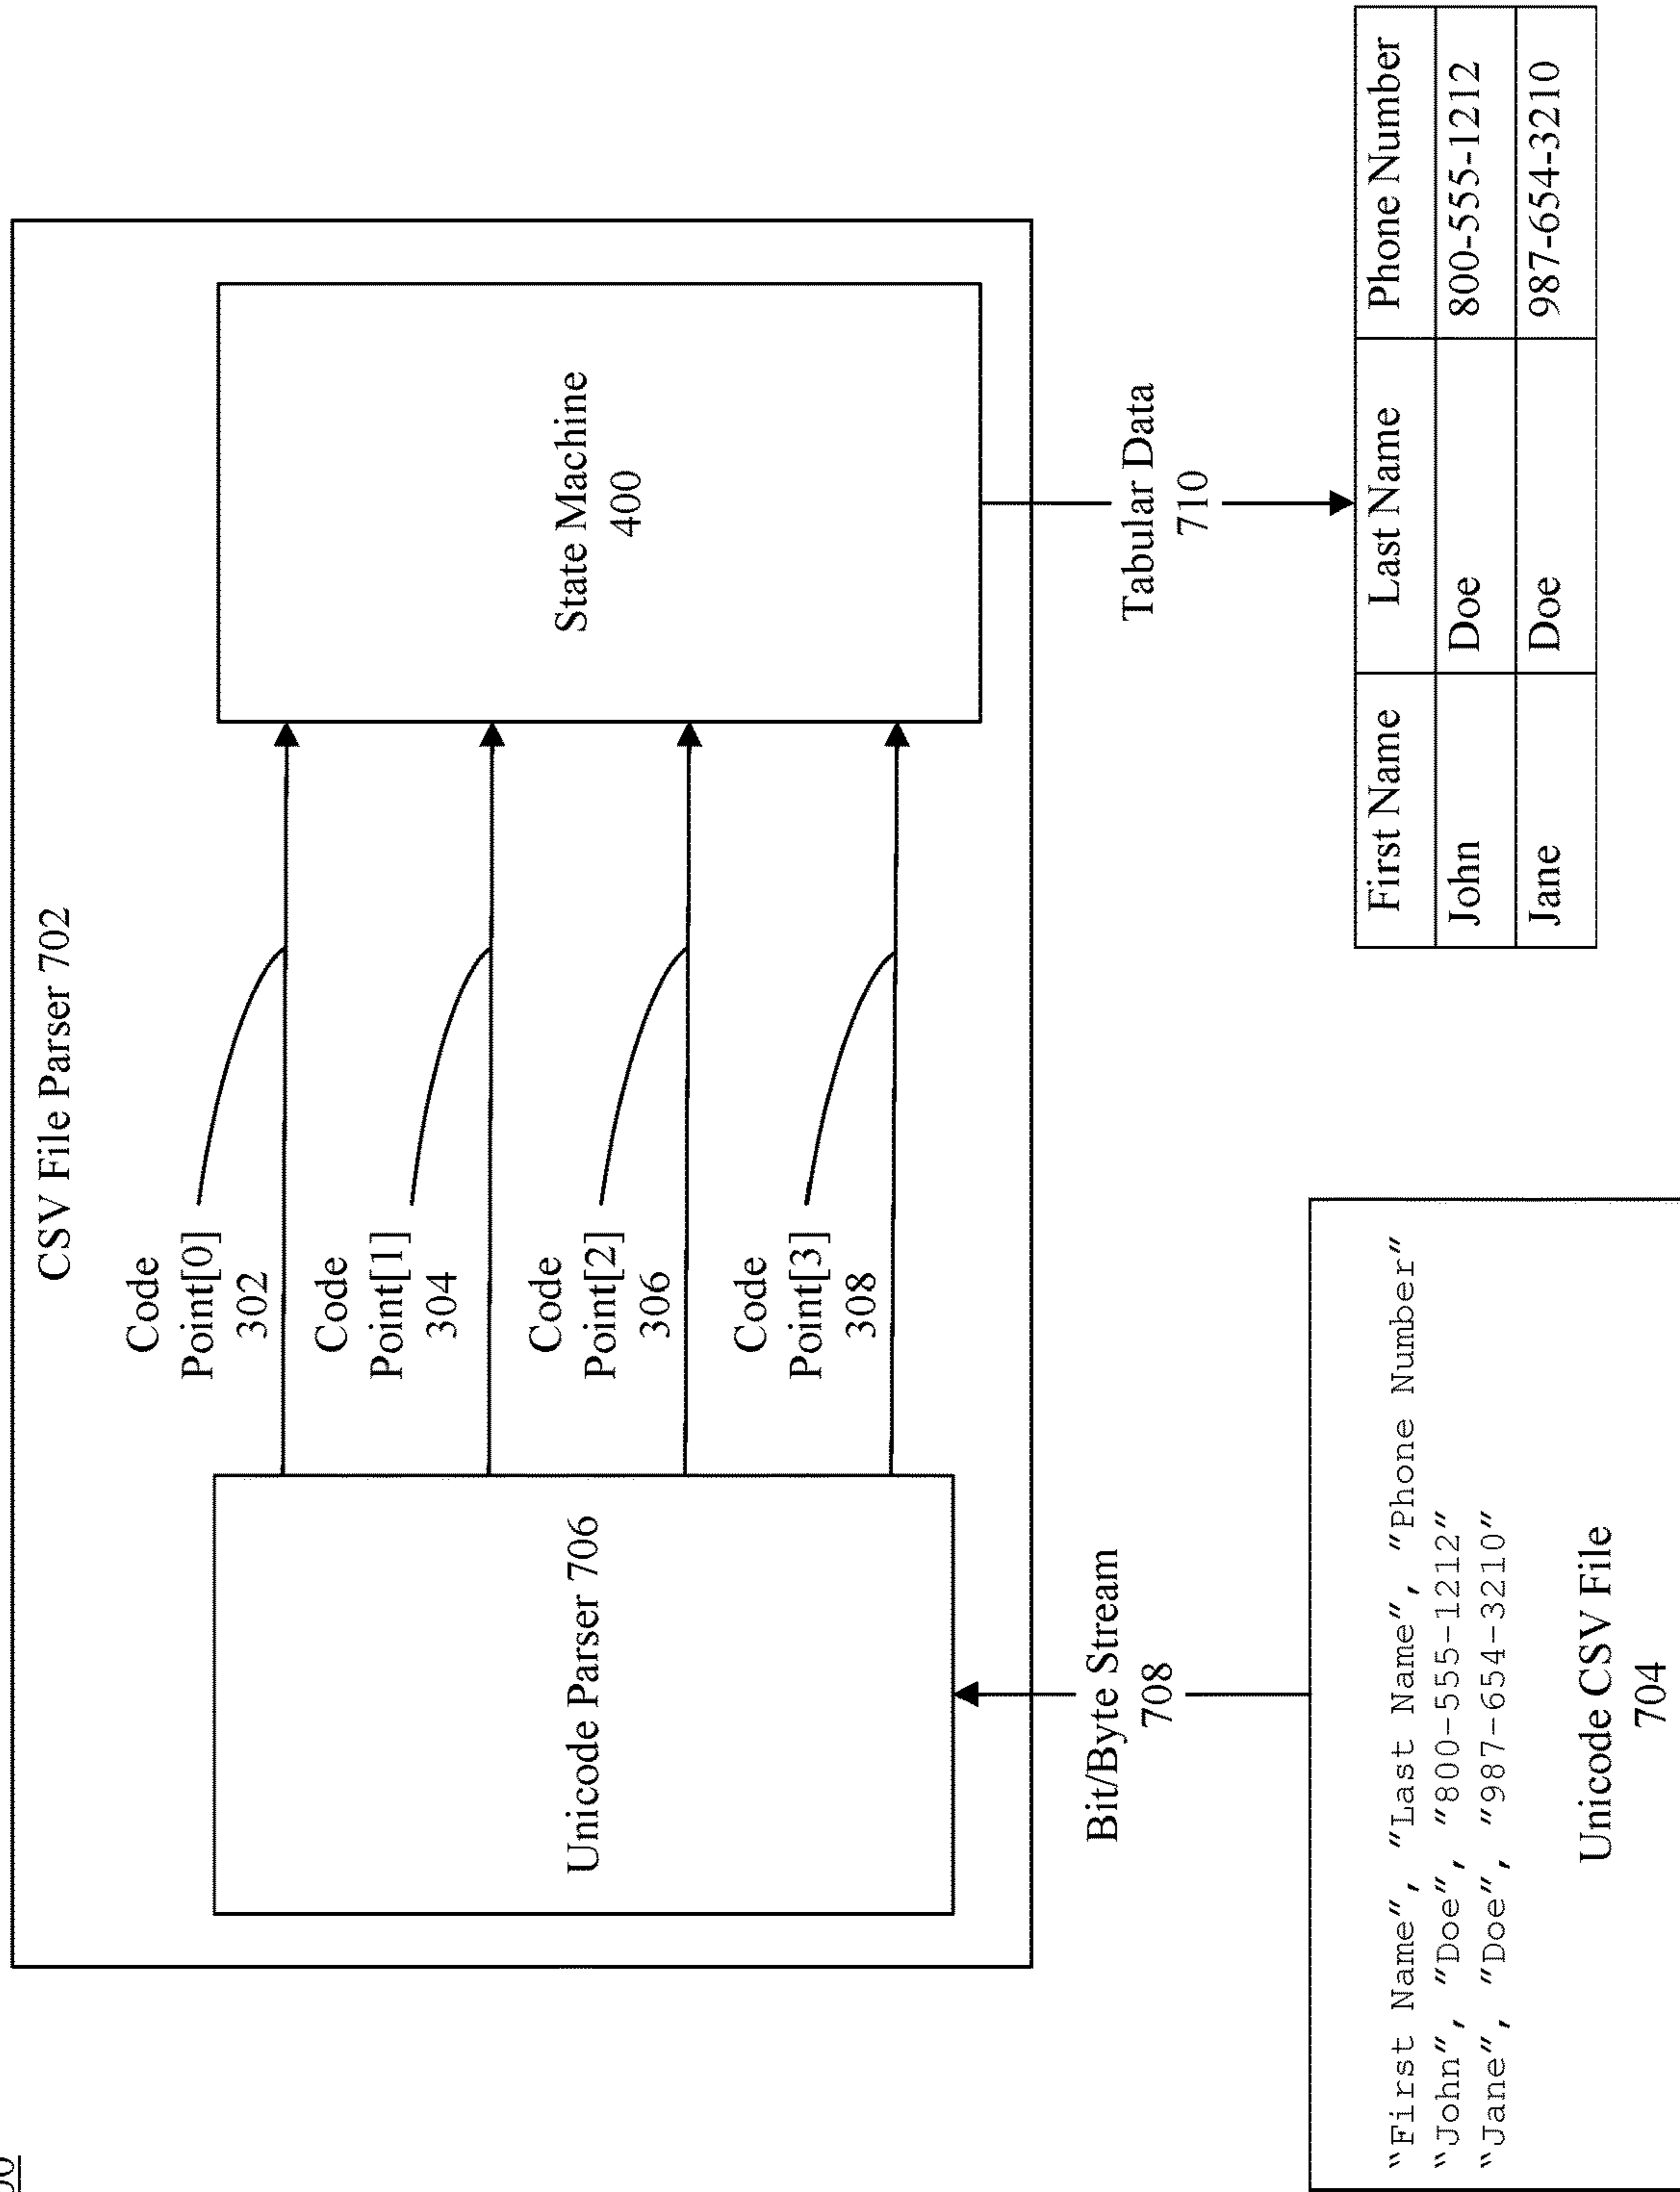 CSV File Parser 702
Code
Point[0]
302
Code
Point[1]
304
Code
Point[2]
306
Code
Point[3]
308
Unicode Parser 706
State Machine
400
Bit/Byte Stream
708
Tabular Data
710
“First Name”, “Last Name”, “Phone Number”
“John”, “Doe”, “800-555-1212”
“Jane”, “Doe”, “987-654-3210”
Unicode CSV File
704
First Name Last Name Phone Number
John Doe 800-555-1212
Jane Doe 987-654-3210